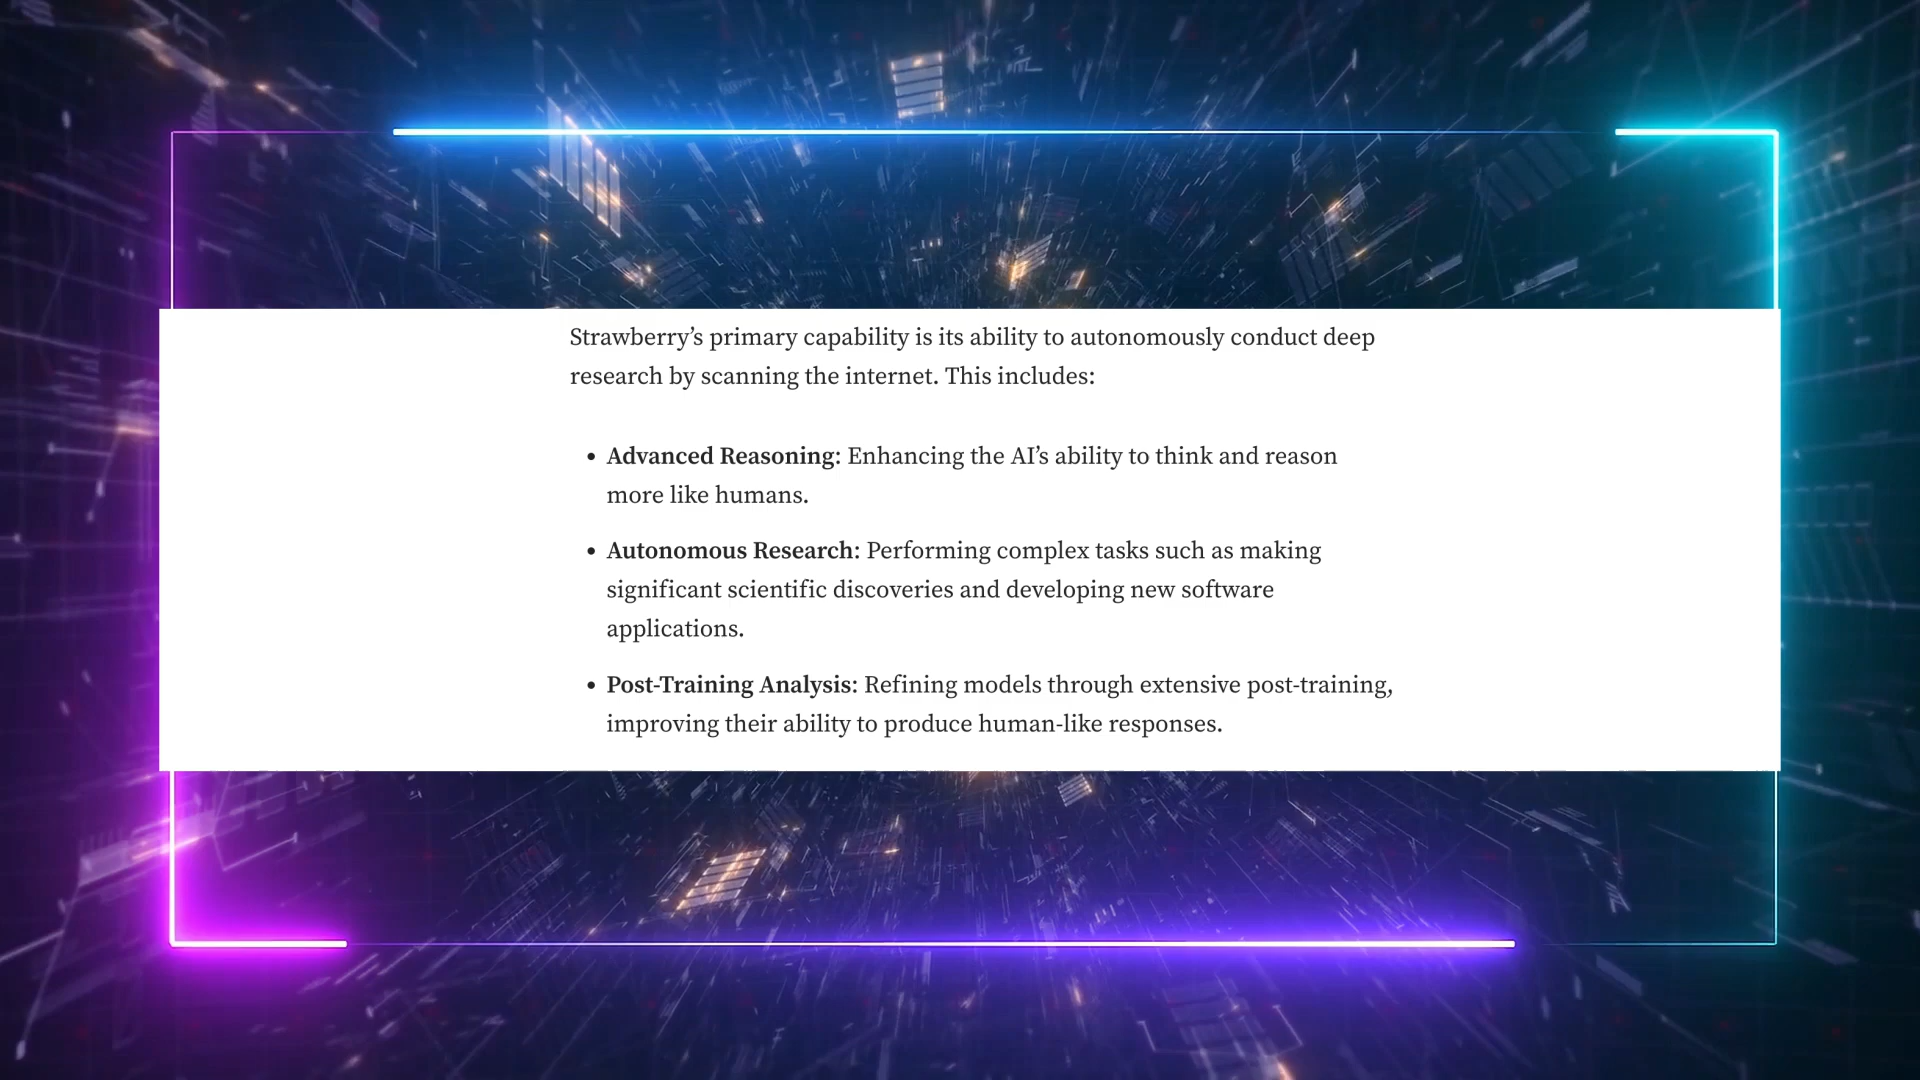 Strawberry’s primary capability is its ability to autonomously conduct deep
research by scanning the internet. This includes:
• Advanced Reasoning: Enhancing the AI’s ability to think and reason
more like humans.
• Autonomous Research: Performing complex tasks such as making
significant scientific discoveries and developing new software
applications.
• Post-Training Analysis: Refining models through extensive post-training,
improving their ability to produce human-like responses.